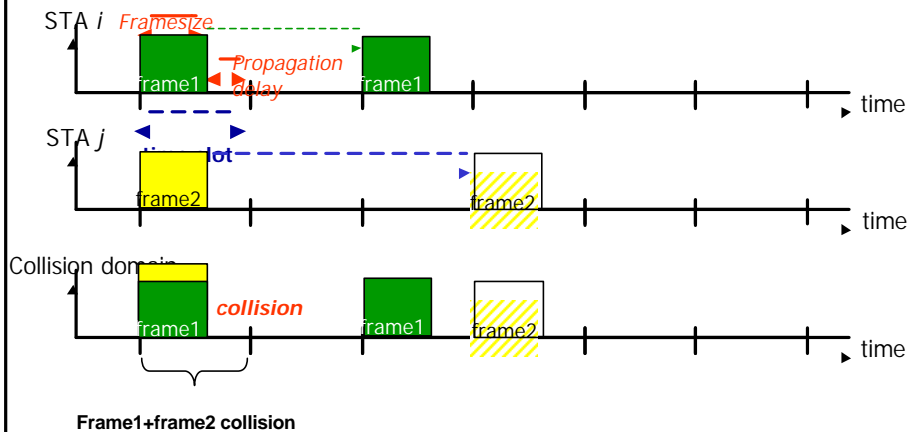 STA i Framesize
Propagation
delay
frame1
frame1
time
STA j
frame2
frame2
time
Collision domain
collision
frame1
frame1
frame2
time
Frame1+frame2 collision